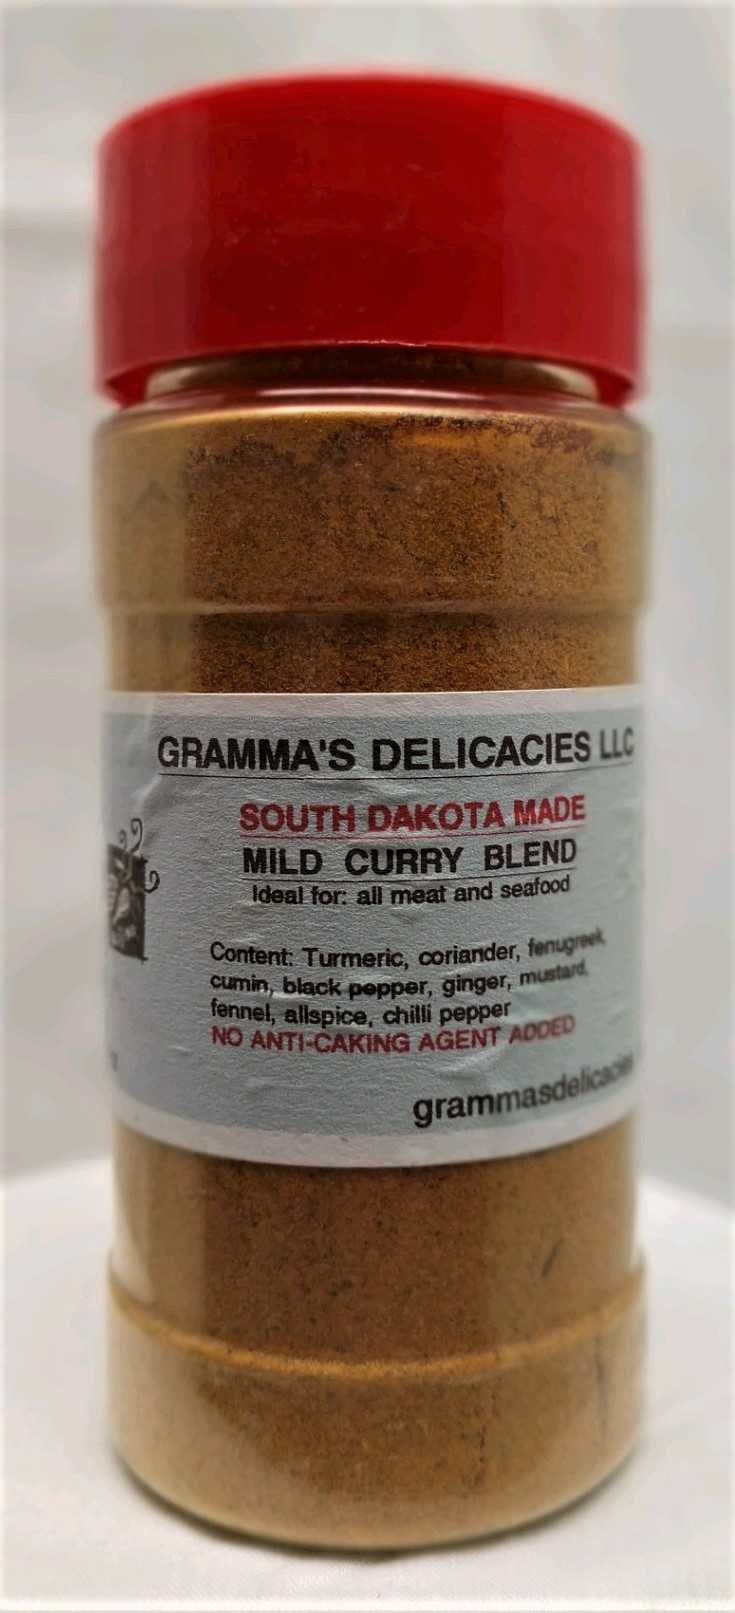 GRAMMA'S DELICACIES LLC
SOUTH DAKOTA MADE
MILD CURRY BLEND
Ideal for: all meat and seafood
Content: Turmeric, coriander, fenugreek,
cumin, black pepper, ginger, mustard,
fennel, allspice, chilli pepper
NO ANTI-CAKING AGENT ADDED
grammasdelicacies